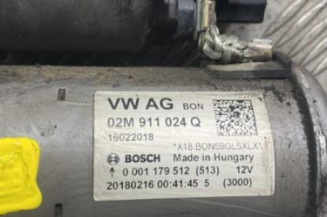 VW AG BON
02M 911 024 Q
16022018
*X18.BON59GL5XLX*
BOSCH Made in Hungary
0 001 179 512 (513) 12V
20180216 00:41:45 5 (3000)